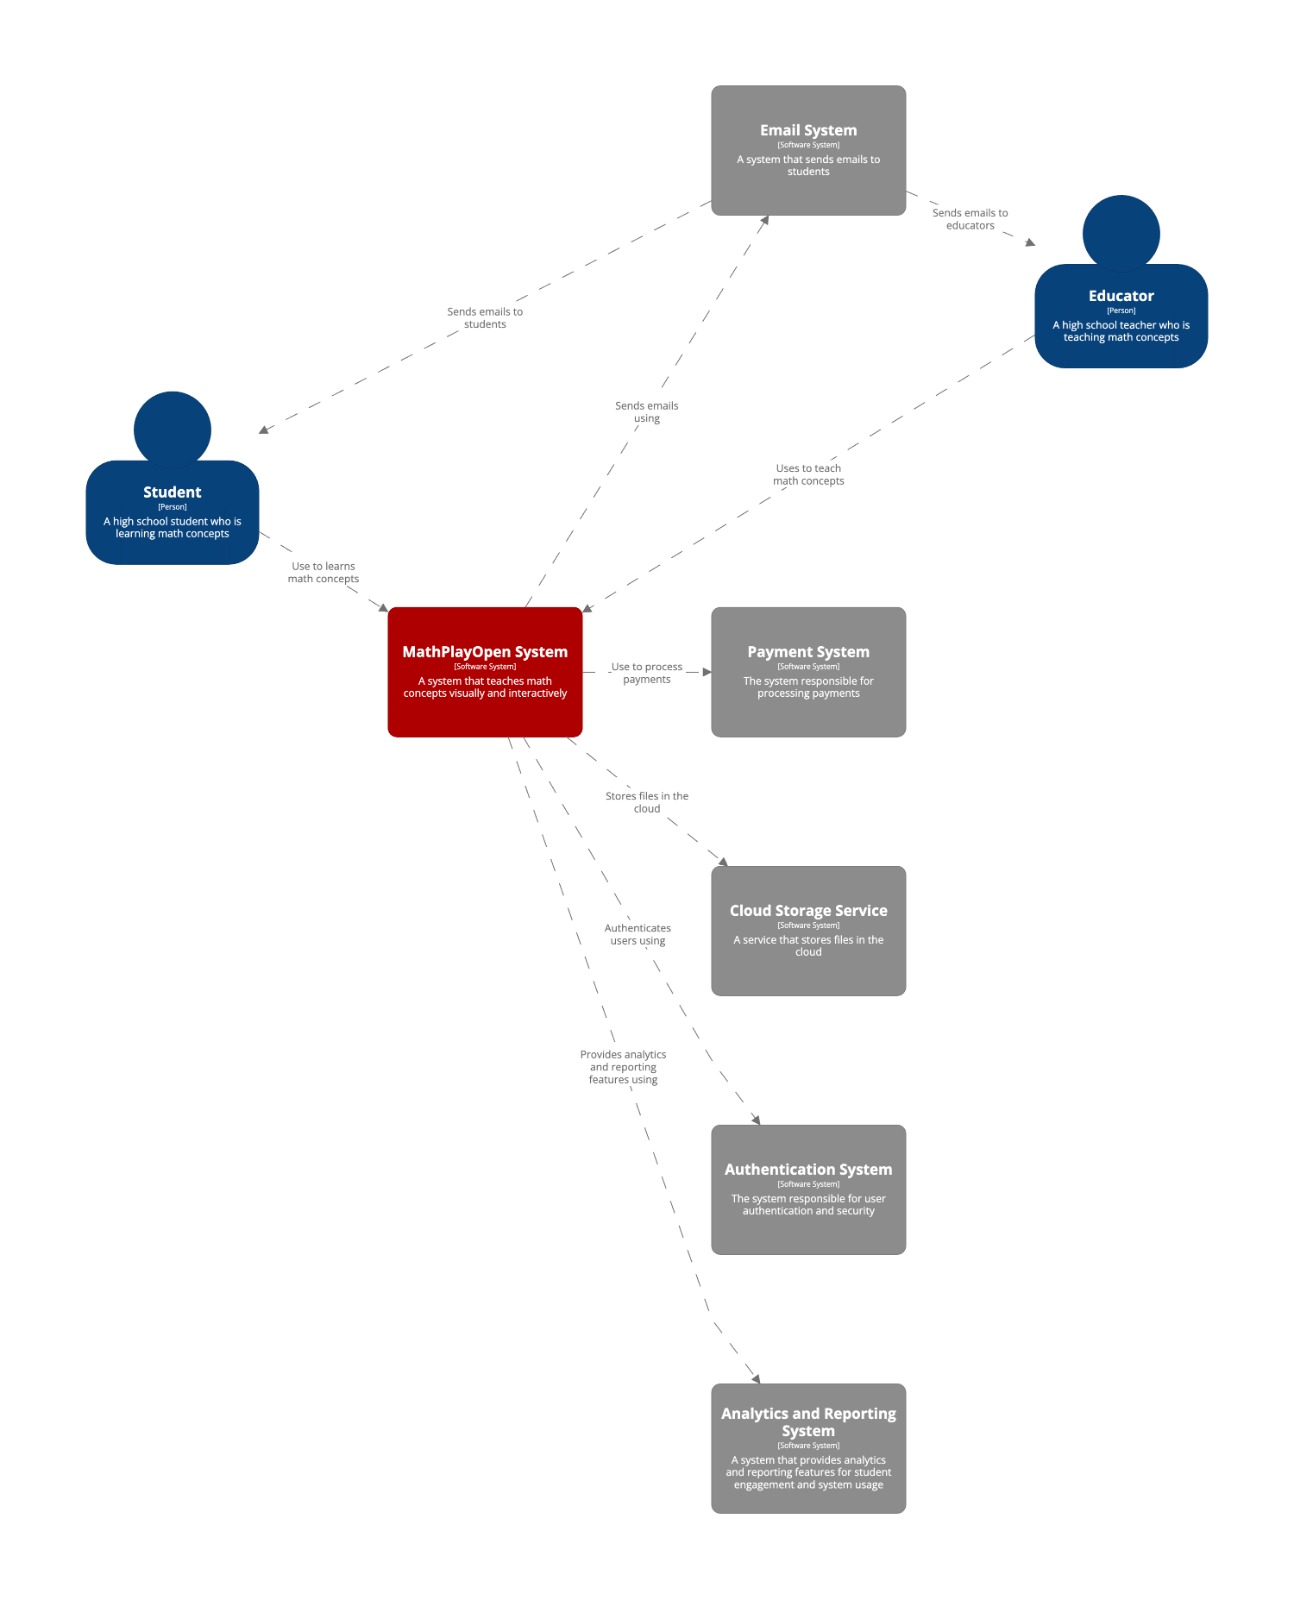 Email System
[Software System]
A system that sends emails to
students
Sends emails to
educators
Educator
[Person]
A high school teacher who is
teaching math concepts
Sends emails to
students
Sends emails
using
Uses to teach
math concepts
Student
[Person]
A high school student who is
learning math concepts
Use to learns
math concepts
MathPlayOpen System
[Software System]
A system that teaches math
concepts visually and interactively
Use to process
payments
Payment System
[Software System]
The system responsible for
processing payments
Stores files in the
cloud
Cloud Storage Service
[Software System]
A service that stores files in the
cloud
Authenticates
users using
Provides analytics
and reporting
features using
Authentication System
[Software System]
The system responsible for user
authentication and security
Analytics and Reporting
System
[Software System]
A system that provides analytics
and reporting features for student
engagement and system usage